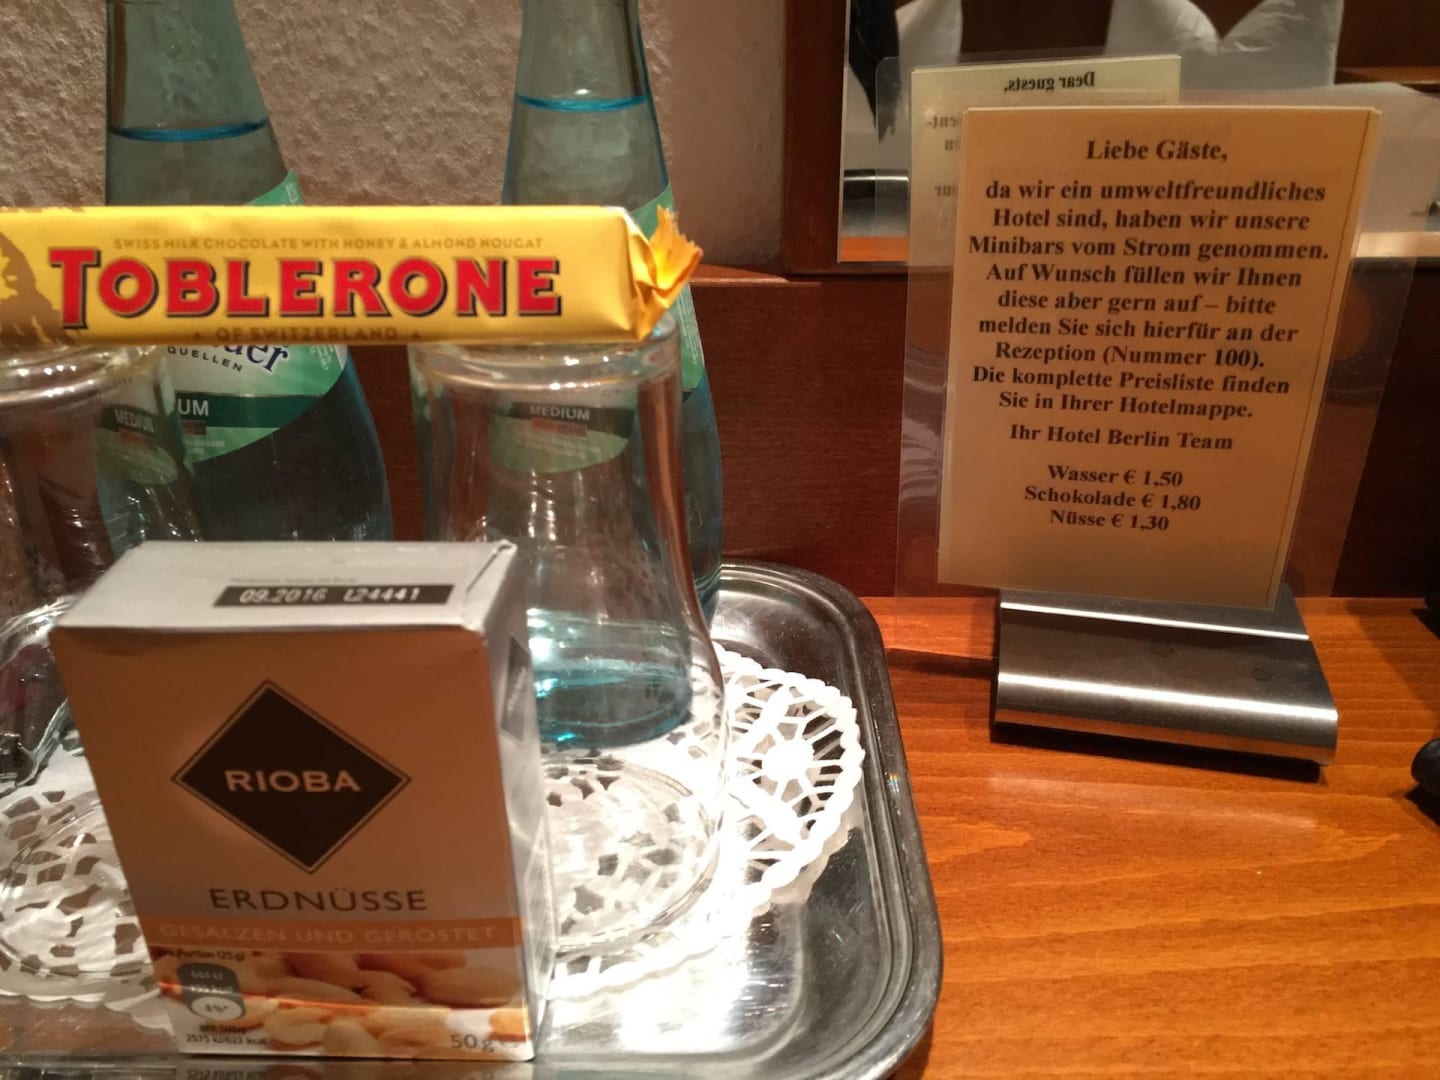 SWISS MILK CHOCOLATE WITH HONEY & ALMOND NOUGAT
TOBLERONE
OF SWITZERLAND
QUELLEN
UM
MEDIUM
MEDIUM
09.2016 L24441
RIOBA
ERDNÜSSE
GESALZEN UND GERÖSTET
Portion (25 g)
50 g
Dear guests,
Liebe Gäste,
da wir ein umweltfreundliches
Hotel sind, haben wir unsere
Minibars vom Strom genommen.
Auf Wunsch füllen wir Ihnen
diese aber gern auf – bitte
melden Sie sich hierfür an der
Rezeption (Nummer 100).
Die komplette Preisliste finden
Sie in Ihrer Hotelmappe.
Ihr Hotel Berlin Team
Wasser € 1,50
Schokolade € 1,80
Nüsse € 1,30